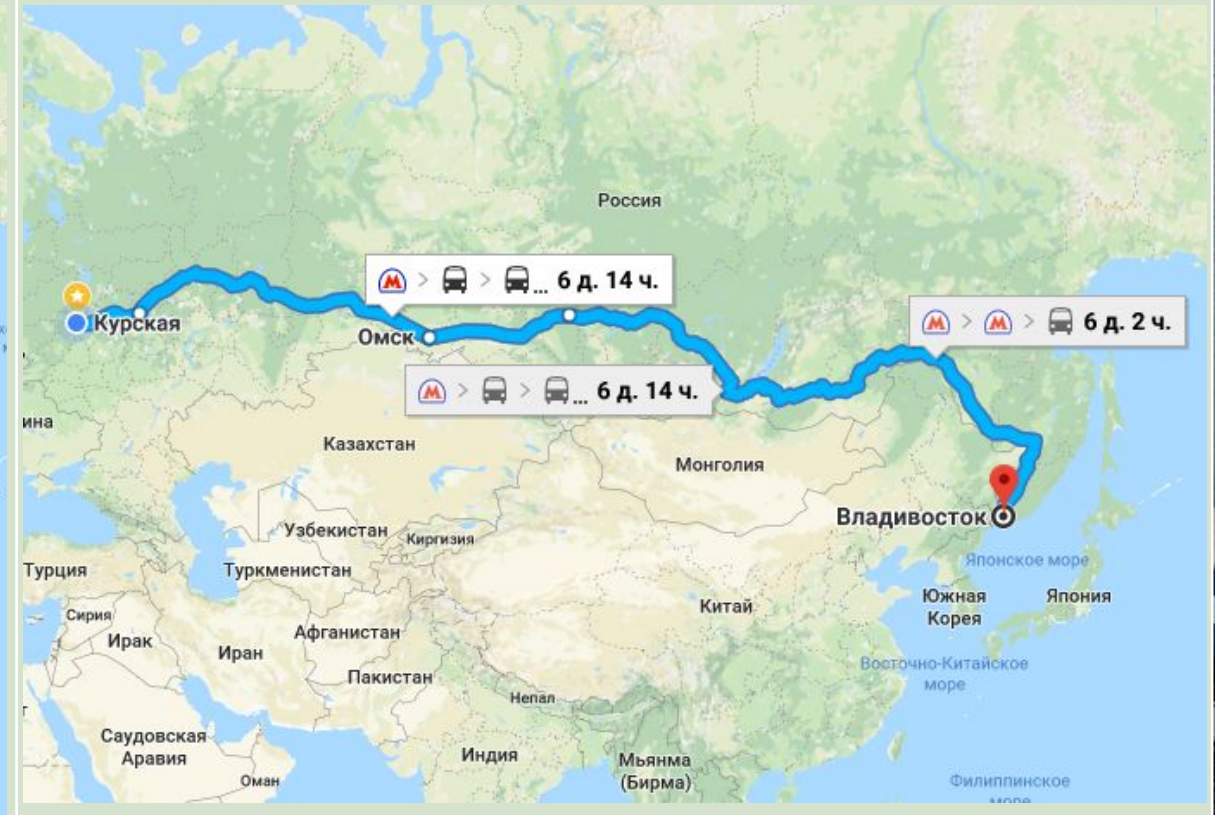 Россия
М > > ... 6 д. 14 ч.
М > М > 6 д. 2 ч.
Курская
Омск
М > > ... 6 д. 14 ч.
ина
Казахстан
Монголия
Владивосток
Узбекистан
Киргизия
Японское море
Турция
Туркменистан
Южная
Корея
Япония
Китай
Сирия
Ирак
Афганистан
Иран
Пакистан
Восточно-Китайское
море
Непал
Саудовская
Аравия
Индия
Мьянма
(Бирма)
Оман
Филиппинское
море